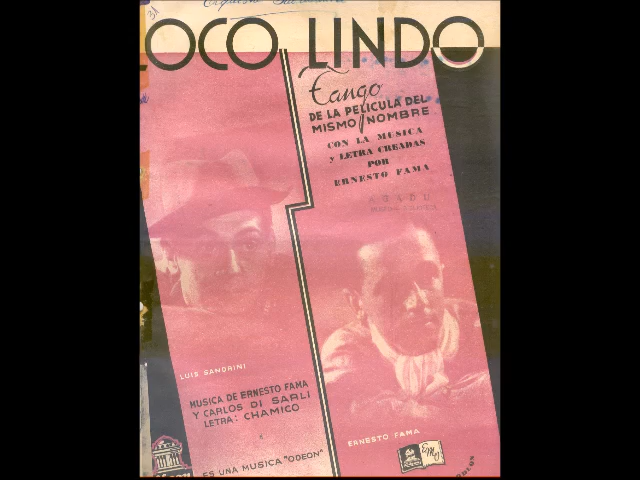 31
LOCO LINDO
Tango
DE LA PELICULA DEL
MISMO NOMBRE
CON LA MUSICA
y LETRA CREADAS
POR
ERNESTO FAMA
LUIS SANDRINI
MUSICA DE ERNESTO FAMA
Y CARLOS DI SARLI
LETRA: CHAMICO
ERNESTO FAMA
ES UNA MUSICA "ODEON"